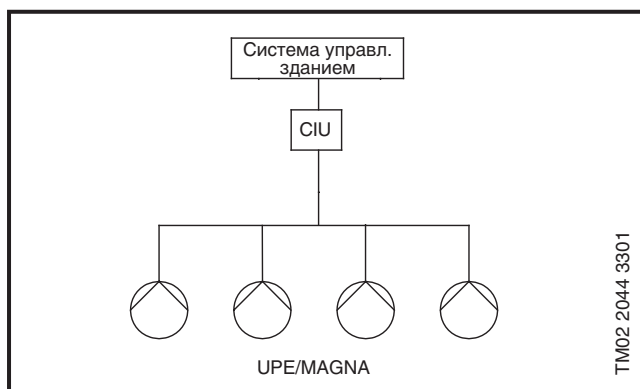 Система управл.
зданием
CIU
UPE/MAGNA
TM02 2044 3301